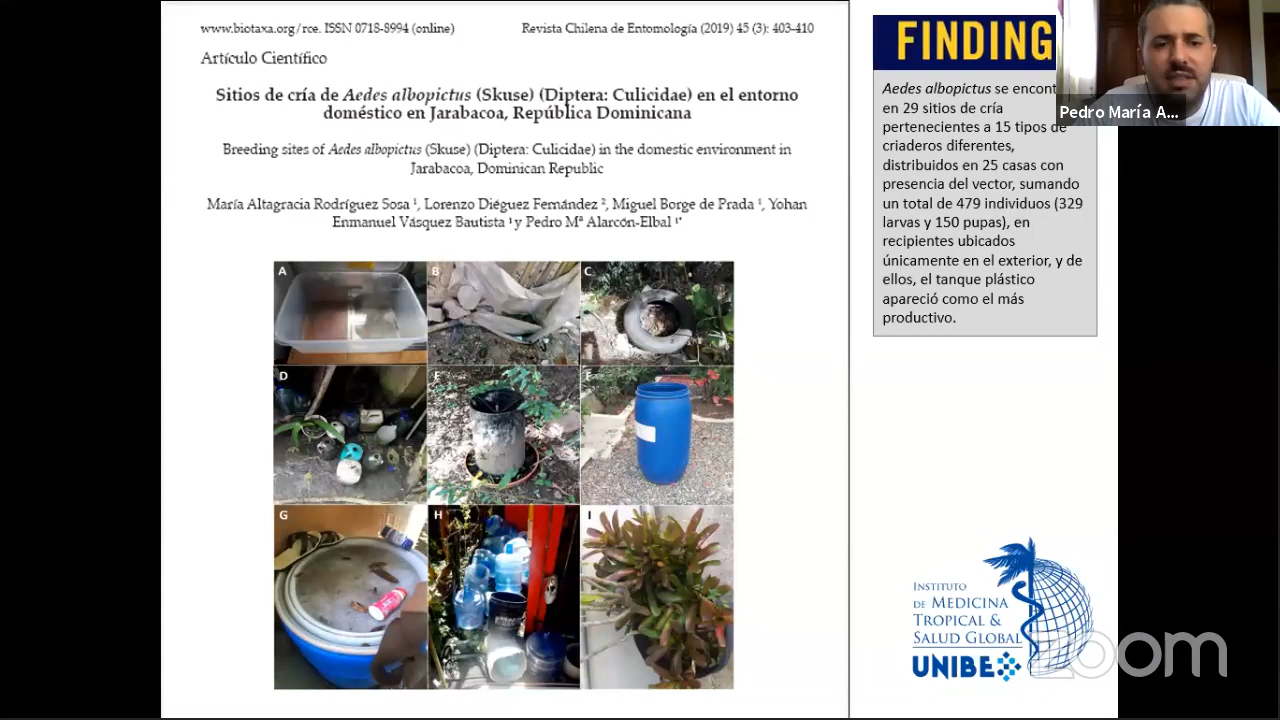 www.biotaxa.org/rce. ISSN 0718-8994 (online)
Revista Chilena de Entomología (2019) 45 (3): 403-410
Artículo Científico
Sitios de cría de Aedes albopictus (Skuse) (Diptera: Culicidae) en el entorno
doméstico en Jarabacoa, República Dominicana
Breeding sites of Aedes albopictus (Skuse) (Diptera: Culicidae) in the domestic environment in
Jarabacoa, Dominican Republic
María Altagracia Rodríguez Sosa ¹, Lorenzo Diéguez Fernández ², Miguel Borge de Prada ¹, Yohan
Enmanuel Vásquez Bautista ¹ y Pedro Mª Alarcón-Elbal ¹*
A
B
C
D
E
F
G
H
I
FINDING
Aedes albopictus se encont
en 29 sitios de cría
pertenecientes a 15 tipos de
criaderos diferentes,
distribuidos en 25 casas con
presencia del vector, sumando
un total de 479 individuos (329
larvas y 150 pupas), en
recipientes ubicados
únicamente en el exterior, y de
ellos, el tanque plástico
apareció como el más
productivo.
Pedro María A...
INSTITUTO
DE MEDICINA
TROPICAL &
SALUD GLOBAL
UNIBE
zoom